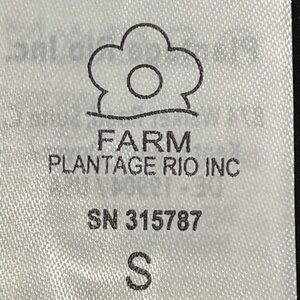 FARM
PLANTAGE RIO INC
SN 315787
S